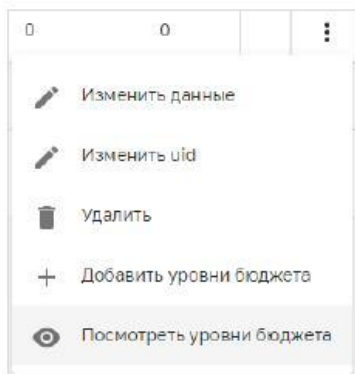 0 0
Изменить данные
Изменить uid
Удалить
Добавить уровни бюджета
Посмотреть уровни бюджета